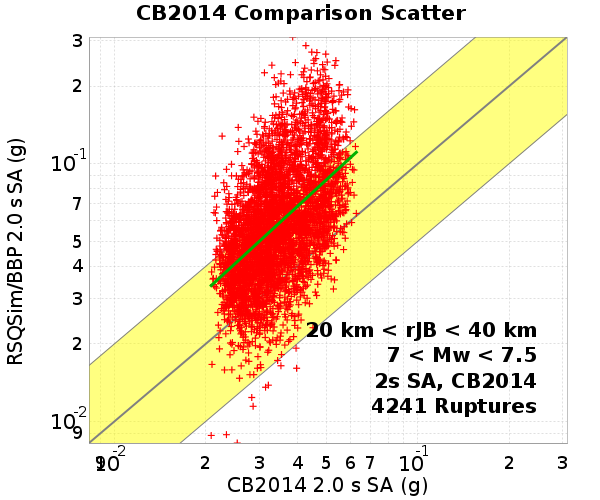 CB2014 Comparison Scatter
RSQSim/BBP 2.0 s SA (g)
3
2
10-1
7
5
4
3
2
10-2
9
20 km < rJB < 40 km
7 < Mw < 7.5
2s SA, CB2014
4241 Ruptures
9 10-2 2 3 4 5 6 7 10-1 2 3
CB2014 2.0 s SA (g)